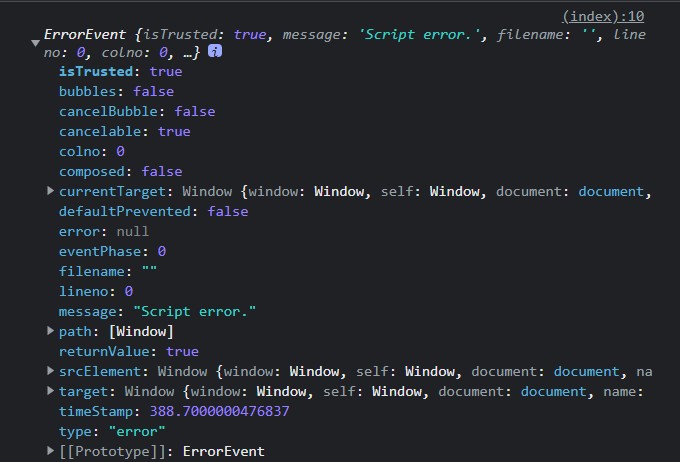 (index):10
ErrorEvent {isTrusted: true, message: 'Script error.', filename: '', line
no: 0, colno: 0, …} i
isTrusted: true
bubbles: false
cancelBubble: false
cancelable: true
colno: 0
composed: false
currentTarget: Window {window: Window, self: Window, document: document,
defaultPrevented: false
error: null
eventPhase: 0
filename: ""
lineno: 0
message: "Script error."
path: [Window]
returnValue: true
srcElement: Window {window: Window, self: Window, document: document, na
target: Window {window: Window, self: Window, document: document, name:
timeStamp: 388.7000000476837
type: "error"
[[Prototype]]: ErrorEvent